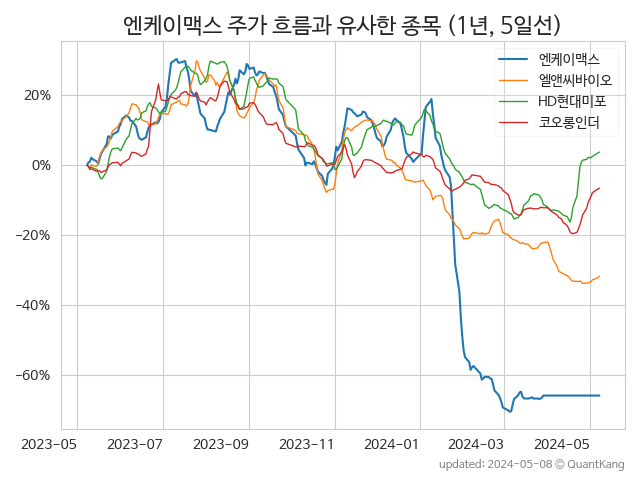 엔케이맥스 주가 흐름과 유사한 종목 (1년, 5일선)
엔케이맥스
엘앤씨바이오
HD현대미포
코오롱인더
20%
0%
−20%
−40%
−60%
2023-05 2023-07 2023-09 2023-11 2024-01 2024-03 2024-05
updated: 2024-05-08 ⓒ QuantKang